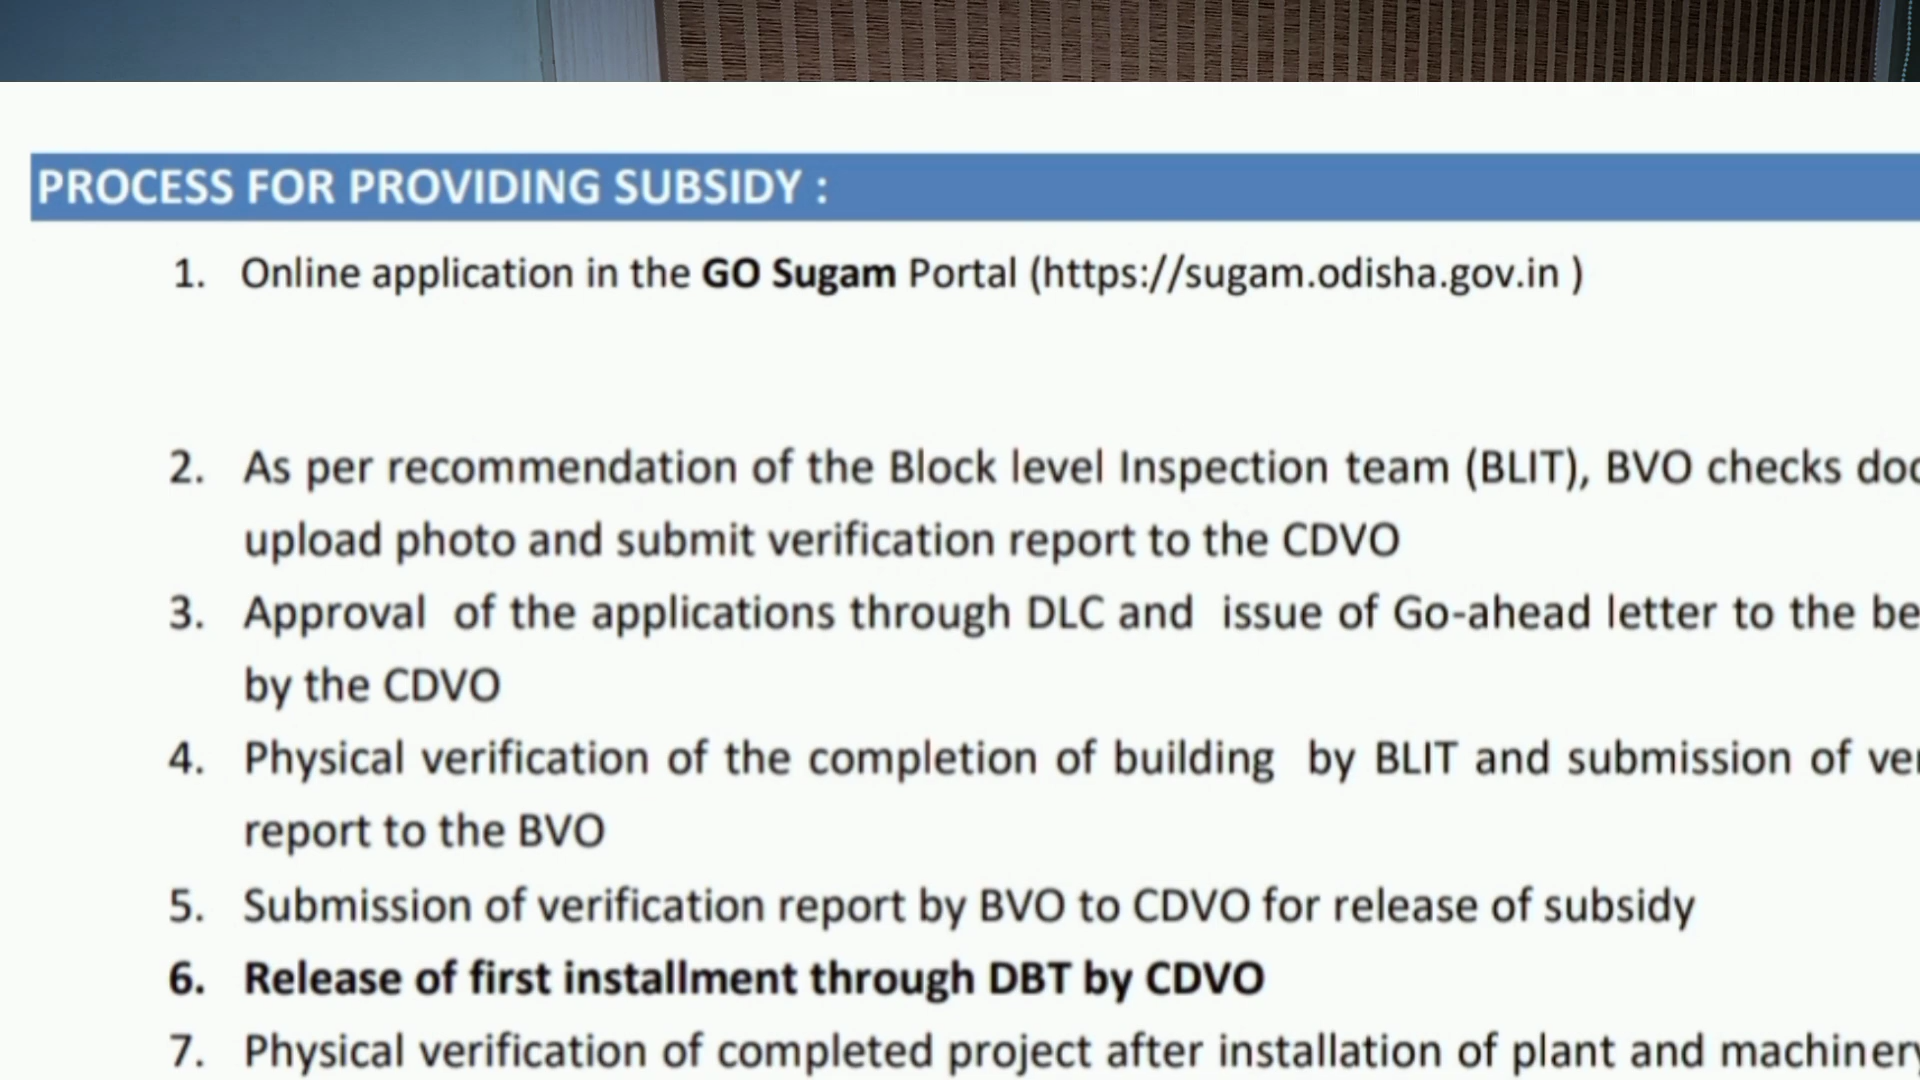 PROCESS FOR PROVIDING SUBSIDY :
1. Online application in the GO Sugam Portal (https://sugam.odisha.gov.in )
2. As per recommendation of the Block level Inspection team (BLIT), BVO checks
upload photo and submit verification report to the CDVO
3. Approval of the applications through DLC and issue of Go-ahead letter to the
by the CDVO
4. Physical verification of the completion of building by BLIT and submission of
report to the BVO
5. Submission of verification report by BVO to CDVO for release of subsidy
6. Release of first installment through DBT by CDVO
7. Physical verification of completed project after installation of plant and machinery